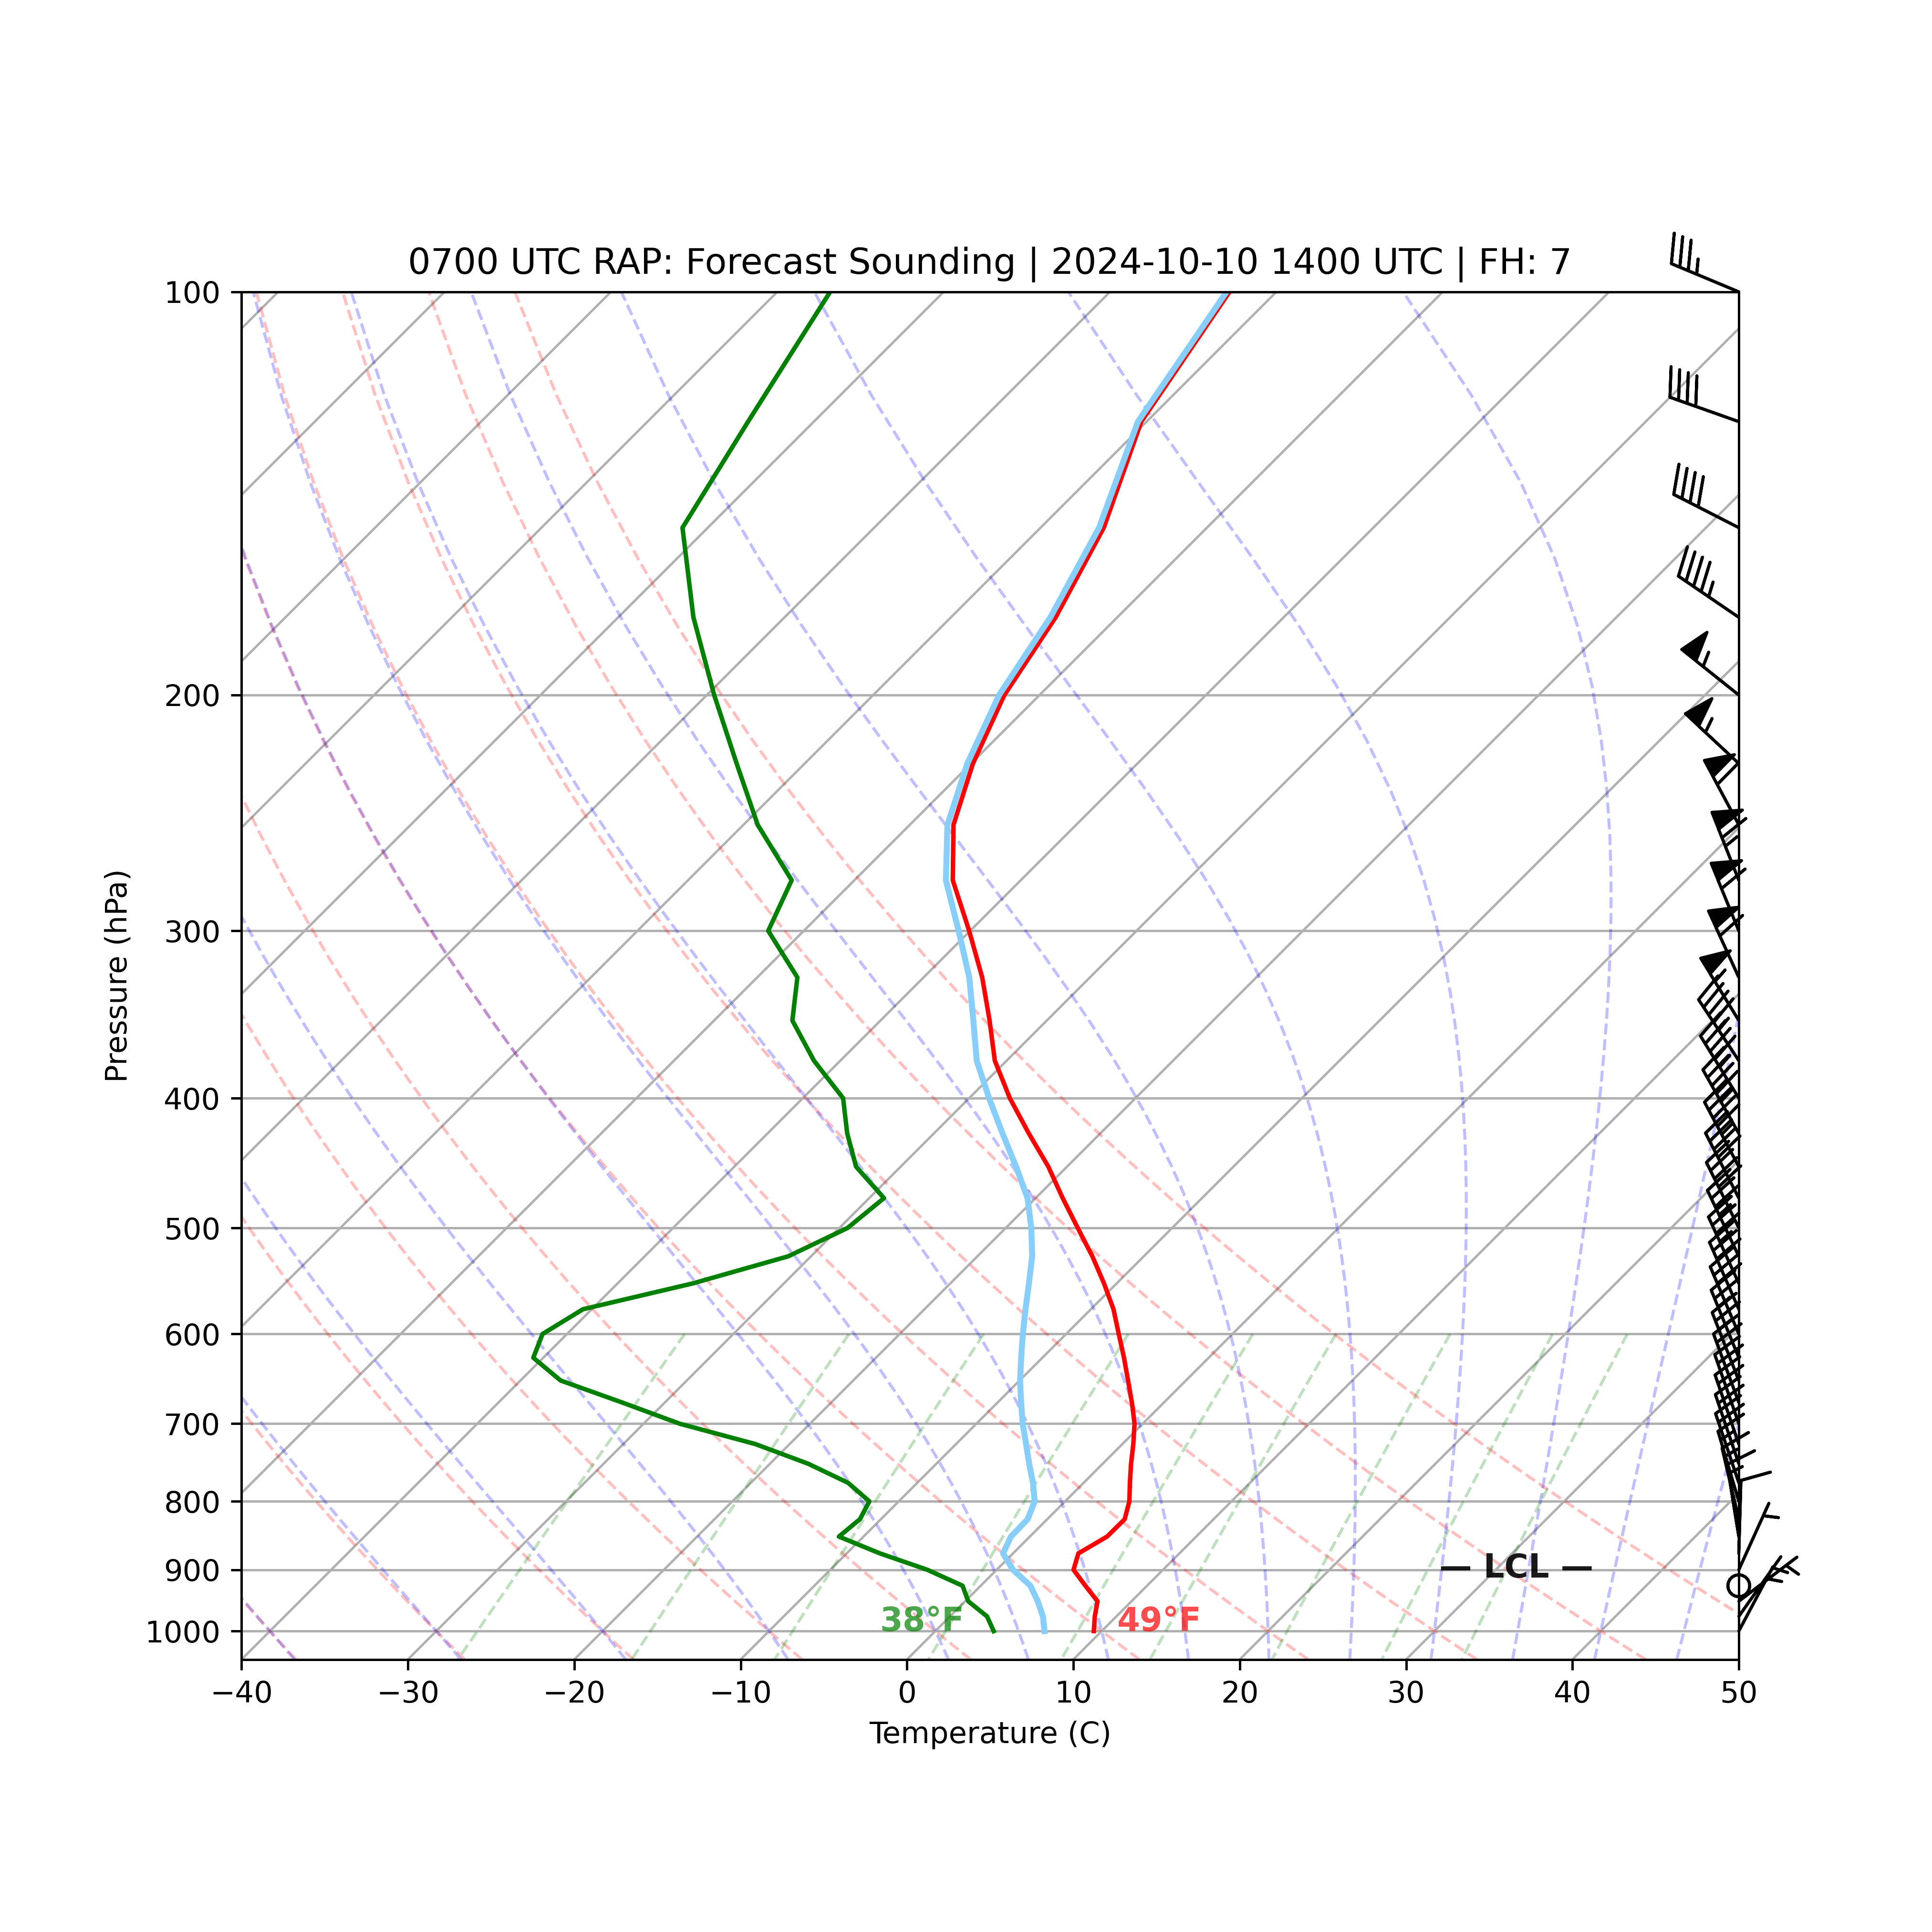 0700 UTC RAP: Forecast Sounding | 2024-10-10 1400 UTC | FH: 7
100
200
300
400
500
600
700
800
900
1000
Pressure (hPa)
— LCL —
38°F 49°F
−40 −30 −20 −10 0 10 20 30 40 50
Temperature (C)